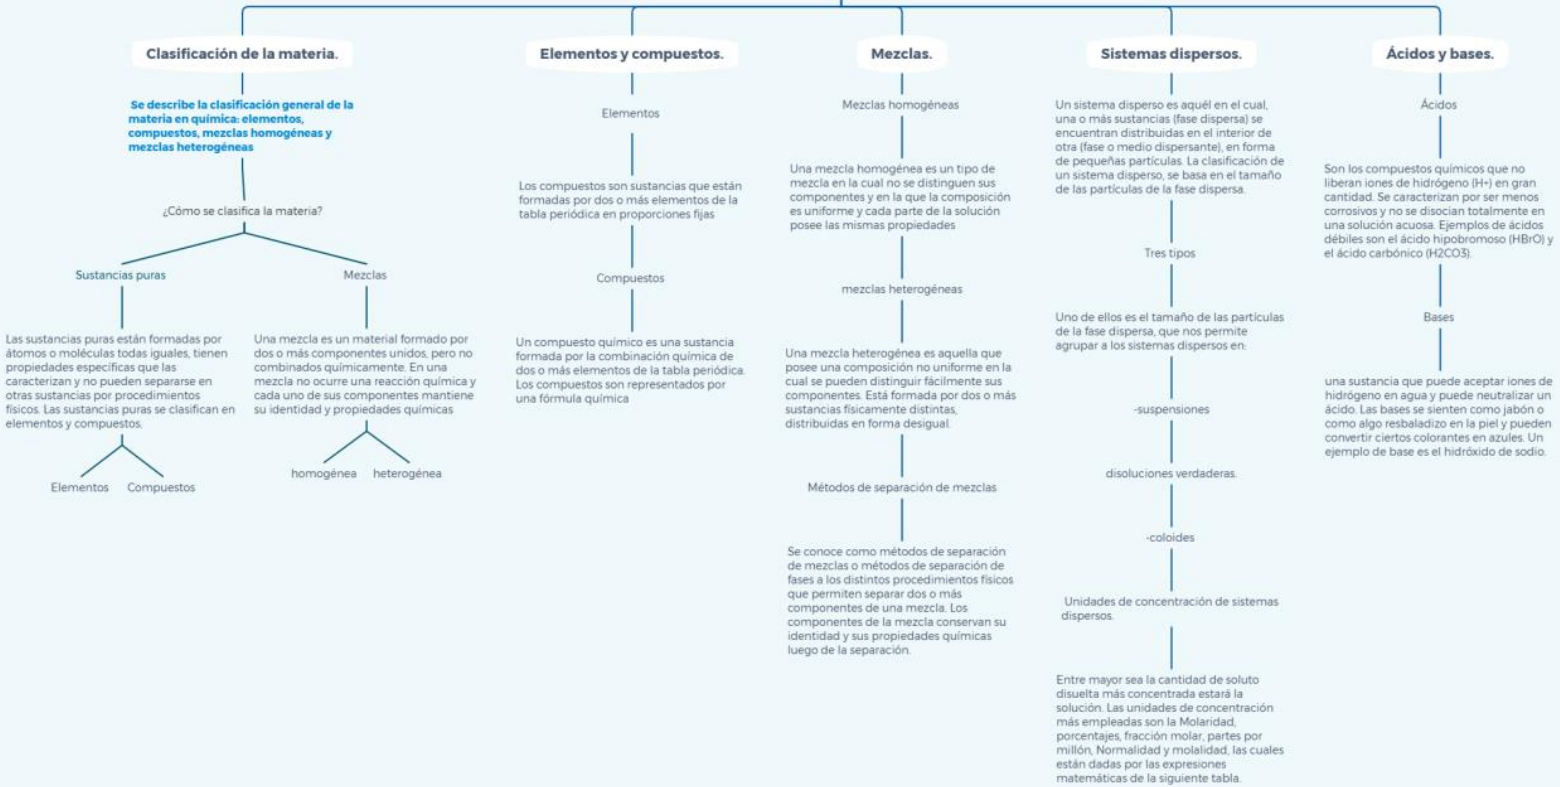 Clasificación de la materia.
Se describe la clasificación general de la
materia en química: elementos,
compuestos, mezclas homogéneas y
mezclas heterogéneas
¿Cómo se clasifica la materia?
Sustancias puras
Las sustancias puras están formadas por
átomos o moléculas todas iguales, tienen
propiedades específicas que las
caracterizan y no pueden separarse en
otras sustancias por procedimientos
físicos. Las sustancias puras se clasifican en
elementos y compuestos,
Elementos
Compuestos
Mezclas
Una mezcla es un material formado por
dos o más componentes unidos, pero no
combinados químicamente. En una
mezcla no ocurre una reacción química y
cada uno de sus componentes mantiene
su identidad y propiedades químicas
homogénea
heterogénea
Elementos y compuestos.
Elementos
Los compuestos son sustancias que están
formadas por dos o más elementos de la
tabla periódica en proporciones fijas
Compuestos
Un compuesto químico es una sustancia
formada por la combinación química de
dos o más elementos de la tabla periódica.
Los compuestos son representados por
una fórmula química
Mezclas.
Mezclas homogéneas
Una mezcla homogénea es un tipo de
mezcla en la cual no se distinguen sus
componentes y en la que la composición
es uniforme y cada parte de la solución
posee las mismas propiedades
mezclas heterogéneas
Una mezcla heterogénea es aquella que
posee una composición no uniforme en la
cual se pueden distinguir fácilmente sus
componentes. Está formada por dos o más
sustancias físicamente distintas,
distribuidas en forma desigual.
Métodos de separación de mezclas
Se conoce como métodos de separación
de mezclas o métodos de separación de
fases a los distintos procedimientos físicos
que permiten separar dos o más
componentes de una mezcla. Los
componentes de la mezcla conservan su
identidad y sus propiedades químicas
luego de la separación.
Sistemas dispersos.
Un sistema disperso es aquél en el cual,
una o más sustancias (fase dispersa) se
encuentran distribuidas en el interior de
otra (fase o medio dispersante), en forma
de pequeñas partículas. La clasificación de
un sistema disperso, se basa en el tamaño
de las partículas de la fase dispersa.
Tres tipos
Uno de ellos es el tamaño de las partículas
de la fase dispersa, que nos permite
agrupar a los sistemas dispersos en:
-suspensiones
disoluciones verdaderas.
-coloides
Unidades de concentración de sistemas
dispersos.
Entre mayor sea la cantidad de soluto
disuelta más concentrada estará la
solución. Las unidades de concentración
más empleadas son la Molaridad,
porcentajes, fracción molar, partes por
millón, Normalidad y molalidad, las cuales
están dadas por las expresiones
matemáticas de la siguiente tabla.
Ácidos y bases.
Ácidos
Son los compuestos químicos que no
liberan iones de hidrógeno (H+) en gran
cantidad. Se caracterizan por ser menos
corrosivos y no se disocian totalmente en
una solución acuosa. Ejemplos de ácidos
débiles son el ácido hipobromoso (HBrO) y
el ácido carbónico (H2CO3).
Bases
una sustancia que puede aceptar iones de
hidrógeno en agua y puede neutralizar un
ácido. Las bases se sienten como jabón o
como algo resbaladizo en la piel y pueden
convertir ciertos colorantes en azules. Un
ejemplo de base es el hidróxido de sodio.